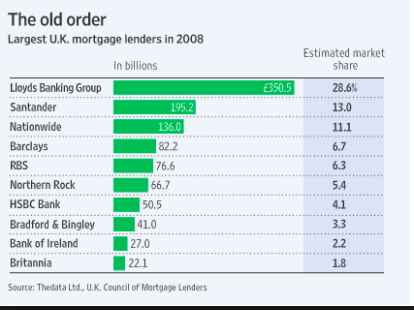 The old order
Largest U.K. mortgage lenders in 2008
In billions
Estimated market
share
Lloyds Banking Group £350.5 28.6%
Santander 195.2 13.0
Nationwide 136.0 11.1
Barclays 82.2 6.7
RBS 76.6 6.3
Northern Rock 66.7 5.4
HSBC Bank 50.5 4.1
Bradford & Bingley 41.0 3.3
Bank of Ireland 27.0 2.2
Britannia 22.1 1.8
Source: Thedata Ltd., U.K. Council of Mortgage Lenders